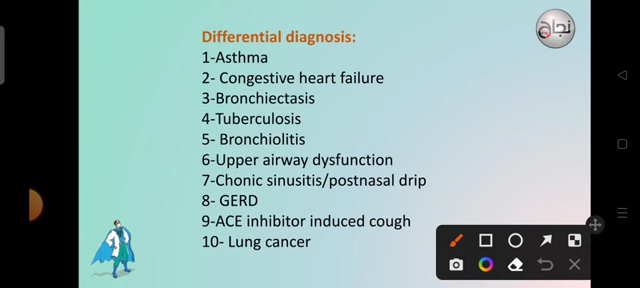 Differential diagnosis:
نجاح
1-Asthma
2- Congestive heart failure
3-Bronchiectasis
4-Tuberculosis
5- Bronchiolitis
6-Upper airway dysfunction
7-Chonic sinusitis/postnasal drip
8- GERD
9-ACE inhibitor induced cough
10- Lung cancer